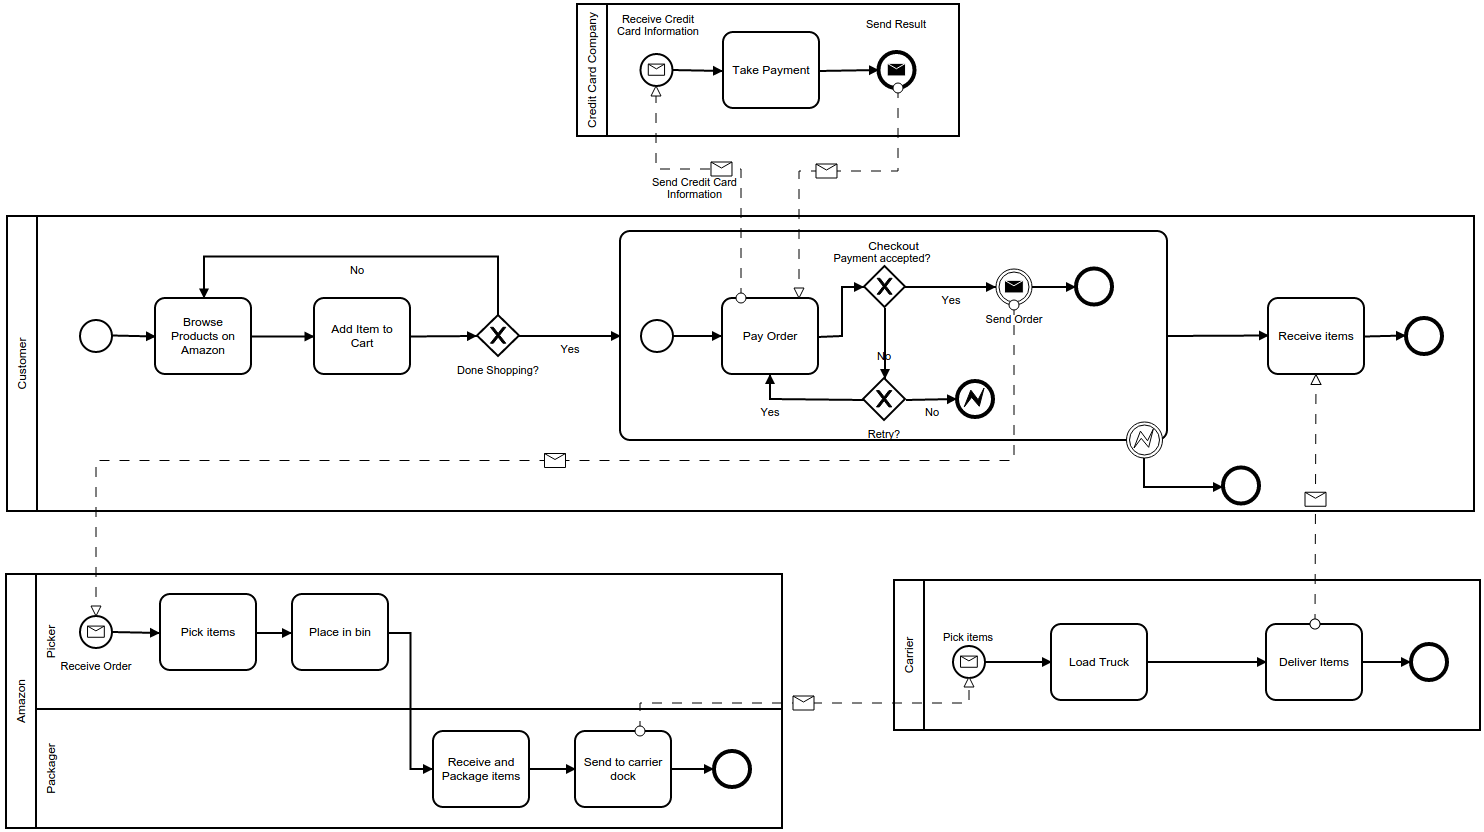 Credit Card Company
Receive Credit
Card Information
Take Payment
Send Result
Send Credit Card
Information
Customer
No
Browse
Products on
Amazon
Add Item to
Cart
Done Shopping?
Yes
Checkout
Payment accepted?
Pay Order
Yes
Send Order
No
Yes
Retry?
No
Receive items
Amazon
Picker
Receive Order
Pick items
Place in bin
Packager
Receive and
Package items
Send to carrier
dock
Carrier
Pick items
Load Truck
Deliver Items